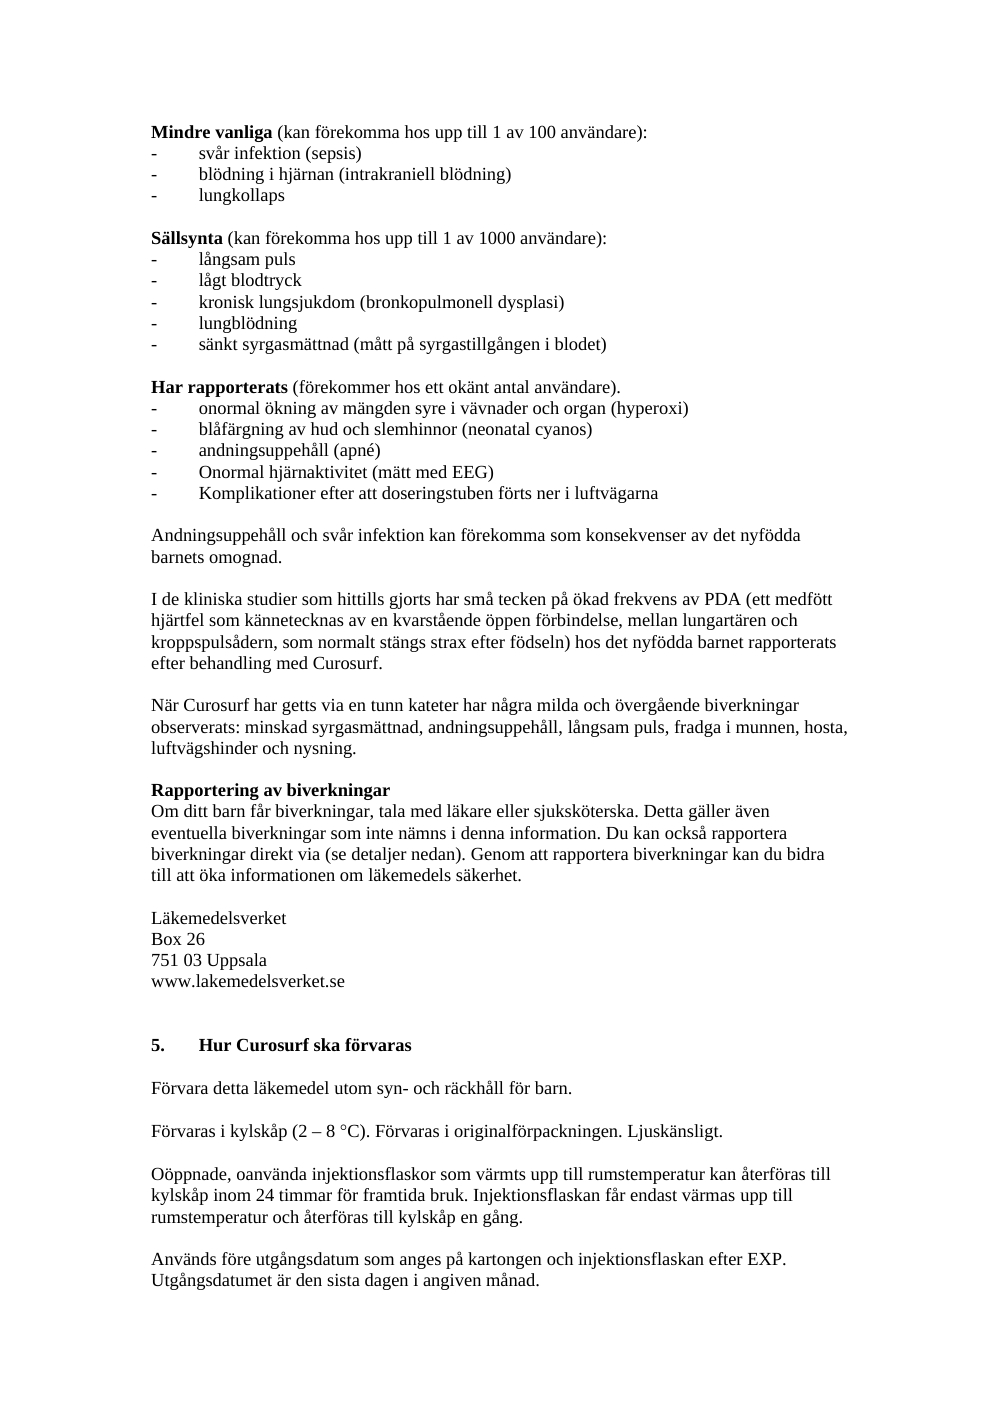 Mindre vanliga (kan förekomma hos upp till 1 av 100 användare):
- svår infektion (sepsis)
- blödning i hjärnan (intrakraniell blödning)
- lungkollaps
Sällsynta (kan förekomma hos upp till 1 av 1000 användare):
- långsam puls
- lågt blodtryck
- kronisk lungsjukdom (bronkopulmonell dysplasi)
- lungblödning
- sänkt syrgasmättnad (mått på syrgastillgången i blodet)
Har rapporterats (förekommer hos ett okänt antal användare).
- onormal ökning av mängden syre i vävnader och organ (hyperoxi)
- blåfärgning av hud och slemhinnor (neonatal cyanos)
- andningsuppehåll (apné)
- Onormal hjärnaktivitet (mätt med EEG)
- Komplikationer efter att doseringstuben förts ner i luftvägarna
Andningsuppehåll och svår infektion kan förekomma som konsekvenser av det nyfödda
barnets omognad.
I de kliniska studier som hittills gjorts har små tecken på ökad frekvens av PDA (ett medfött
hjärtfel som kännetecknas av en kvarstående öppen förbindelse, mellan lungartären och
kroppspulsådern, som normalt stängs strax efter födseln) hos det nyfödda barnet rapporterats
efter behandling med Curosurf.
När Curosurf har getts via en tunn kateter har några milda och övergående biverkningar
observerats: minskad syrgasmättnad, andningsuppehåll, långsam puls, fradga i munnen, hosta,
luftvägshinder och nysning.
Rapportering av biverkningar
Om ditt barn får biverkningar, tala med läkare eller sjuksköterska. Detta gäller även
eventuella biverkningar som inte nämns i denna information. Du kan också rapportera
biverkningar direkt via (se detaljer nedan). Genom att rapportera biverkningar kan du bidra
till att öka informationen om läkemedels säkerhet.
Läkemedelsverket
Box 26
751 03 Uppsala
www.lakemedelsverket.se
5. Hur Curosurf ska förvaras
Förvara detta läkemedel utom syn- och räckhåll för barn.
Förvaras i kylskåp (2 – 8 °C). Förvaras i originalförpackningen. Ljuskänsligt.
Oöppnade, oanvända injektionsflaskor som värmts upp till rumstemperatur kan återföras till
kylskåp inom 24 timmar för framtida bruk. Injektionsflaskan får endast värmas upp till
rumstemperatur och återföras till kylskåp en gång.
Används före utgångsdatum som anges på kartongen och injektionsflaskan efter EXP.
Utgångsdatumet är den sista dagen i angiven månad.